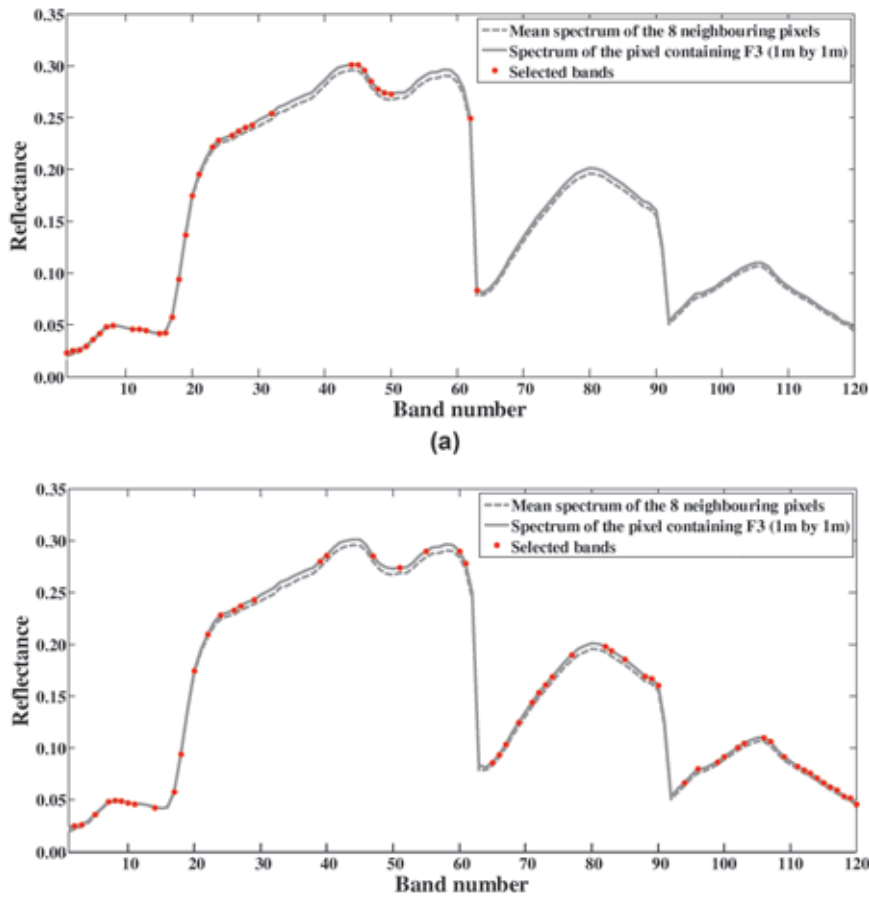 0.35
0.30
0.25
0.20
0.15
0.10
0.05
0.00
Reflectance
Mean spectrum of the 8 neighbouring pixels
Spectrum of the pixel containing F3 (1m by 1m)
Selected bands
10 20 30 40 50 60 70 80 90 100 110 120
Band number
(a)
0.35
0.30
0.25
0.20
0.15
0.10
0.05
0.00
Reflectance
Mean spectrum of the 8 neighbouring pixels
Spectrum of the pixel containing F3 (1m by 1m)
Selected bands
10 20 30 40 50 60 70 80 90 100 110 120
Band number